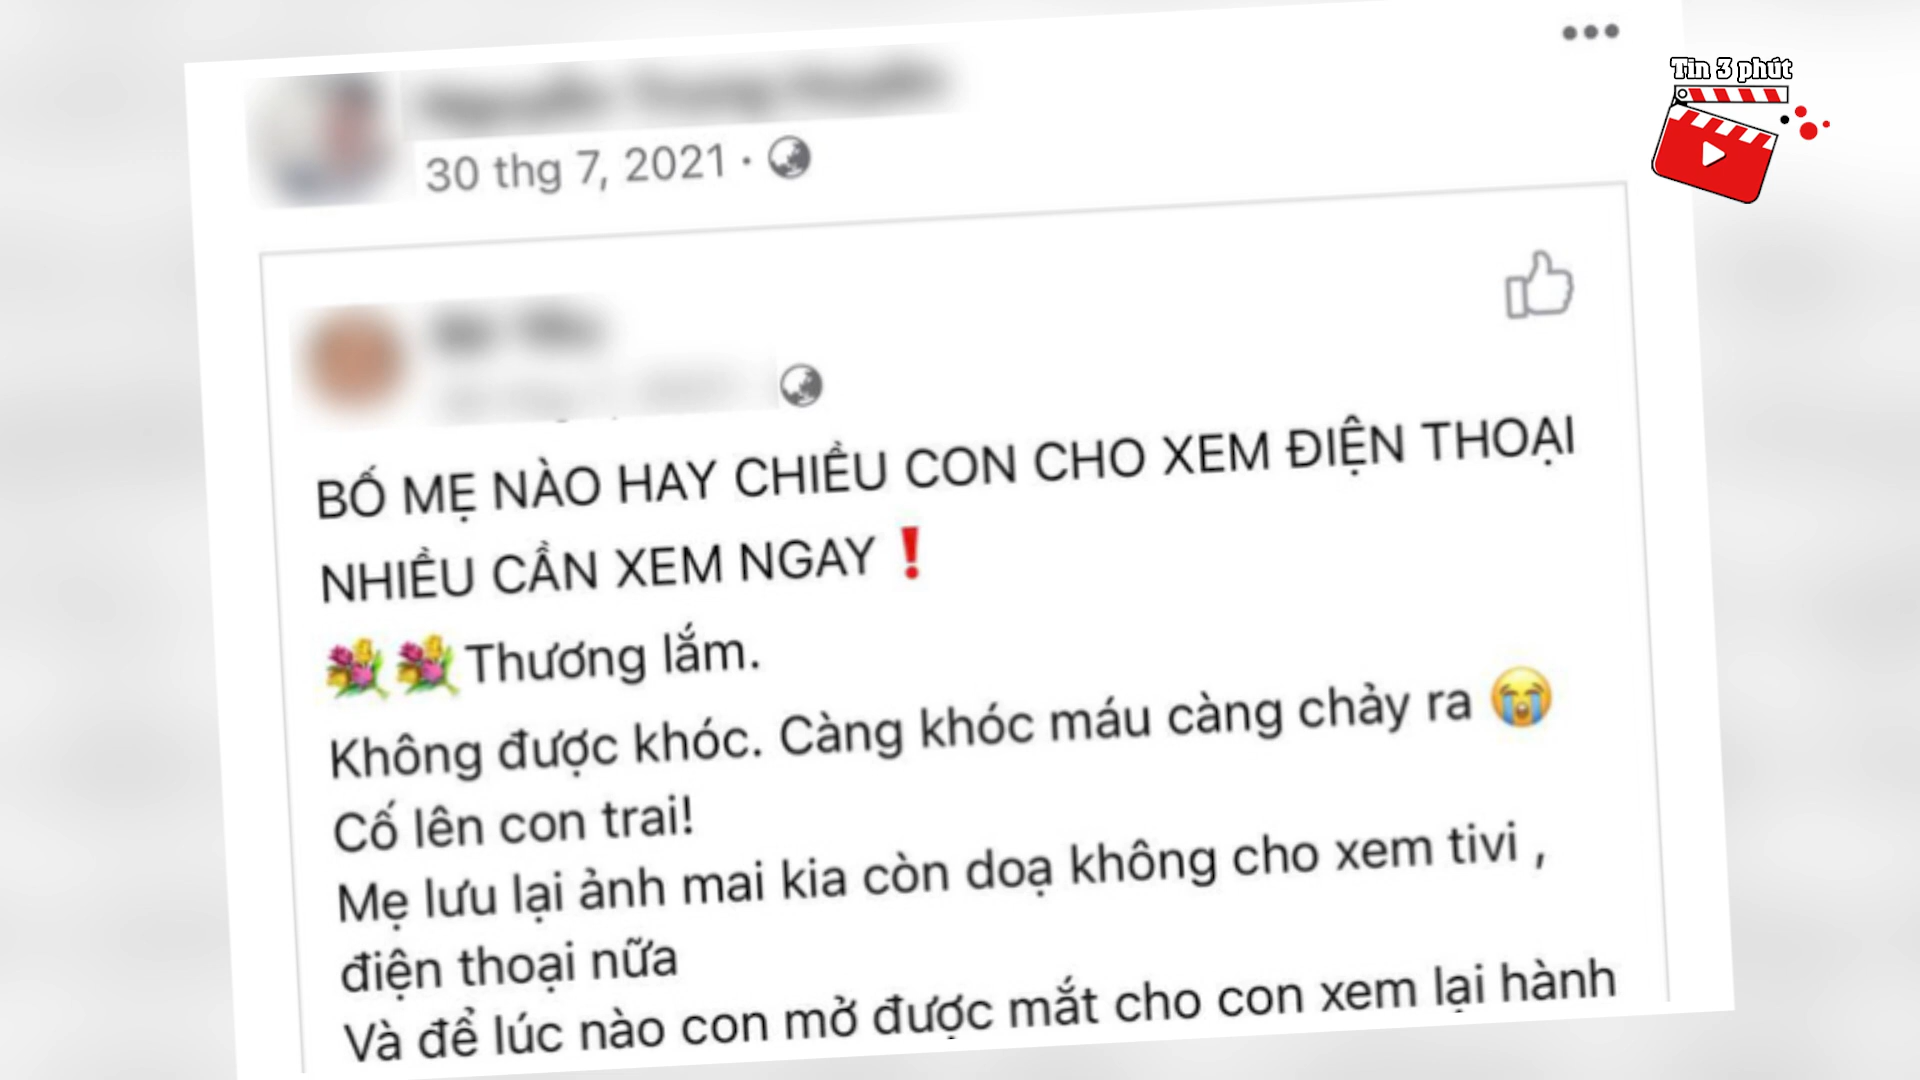 Tin 3 phút
30 thg 7, 2021 ·
BỐ MẸ NÀO HAY CHIỀU CON CHO XEM ĐIỆN THOẠI
NHIỀU CẦN XEM NGAY❗
💐💐Thương lắm.
Không được khóc. Càng khóc máu càng chảy ra 😭
Cố lên con trai!
Mẹ lưu lại ảnh mai kia còn doạ không cho xem tivi ,
điện thoại nữa
Và để lúc nào con mở được mắt cho con xem lại hành